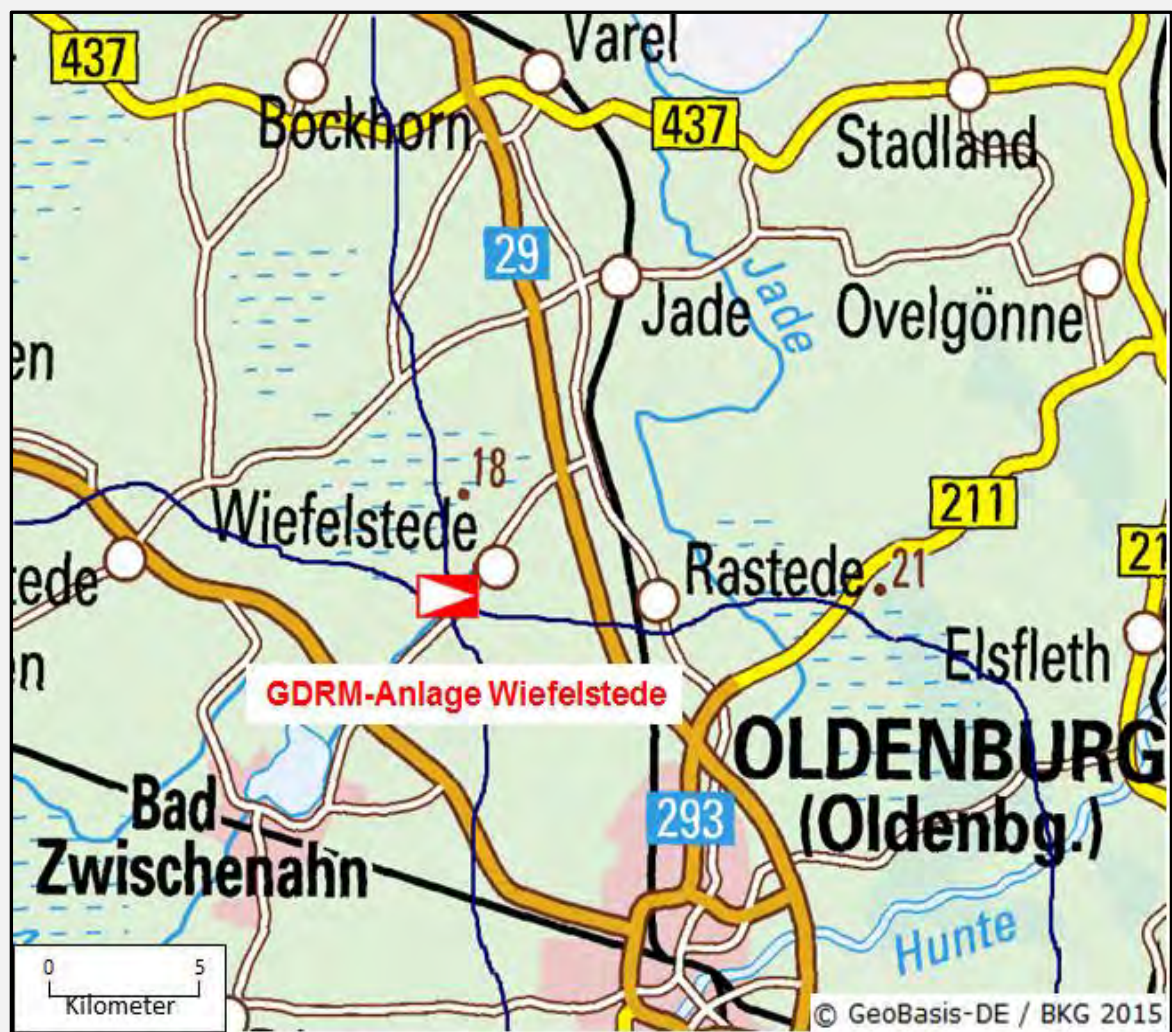 Varel
437
Bockhorn
437
Stadland
29
Jade
Jade
Ovelgönne
en
18
Wiefelstede
211
Rastede
21
21
tede
Elsfleth
en
GDRM-Anlage Wiefelstede
OLDENBURG
(Oldenbg.)
293
Bad
Zwischenahn
Hunte
0 5
Kilometer
© GeoBasis-DE / BKG 2015